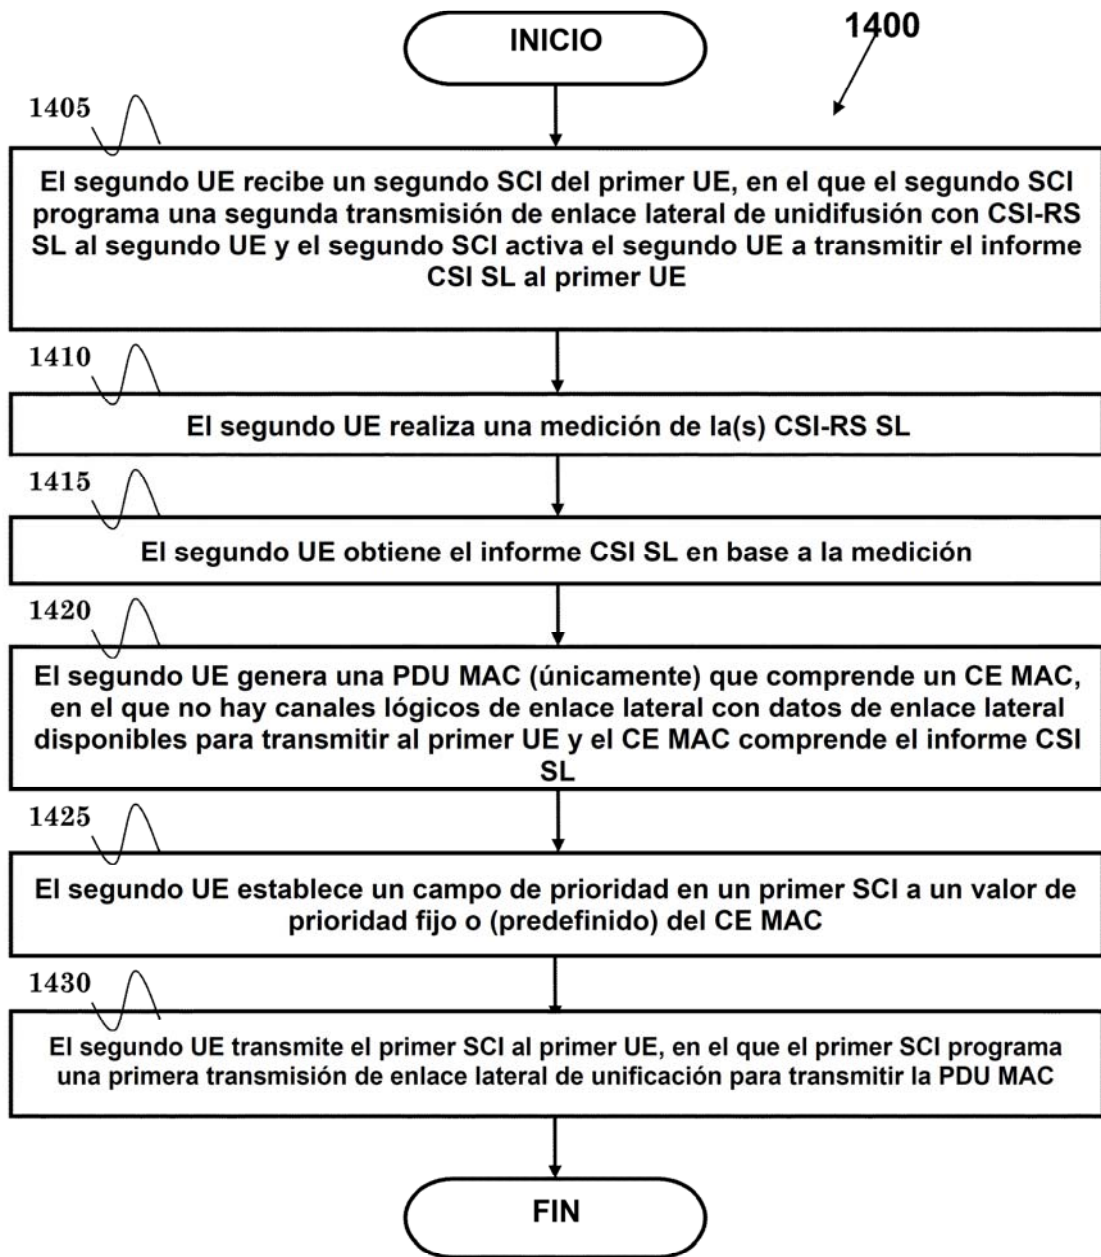 INICIO
1400
1405
El segundo UE recibe un segundo SCI del primer UE, en el que el segundo SCI
programa una segunda transmisión de enlace lateral de unidifusión con CSI-RS
SL al segundo UE y el segundo SCI activa el segundo UE a transmitir el informe
CSI SL al primer UE
1410
El segundo UE realiza una medición de la(s) CSI-RS SL
1415
El segundo UE obtiene el informe CSI SL en base a la medición
1420
El segundo UE genera una PDU MAC (únicamente) que comprende un CE MAC,
en el que no hay canales lógicos de enlace lateral con datos de enlace lateral
disponibles para transmitir al primer UE y el CE MAC comprende el informe CSI
SL
1425
El segundo UE establece un campo de prioridad en un primer SCI a un valor de
prioridad fijo o (predefinido) del CE MAC
1430
El segundo UE transmite el primer SCI al primer UE, en el que el primer SCI programa
una primera transmisión de enlace lateral de unificación para transmitir la PDU MAC
FIN